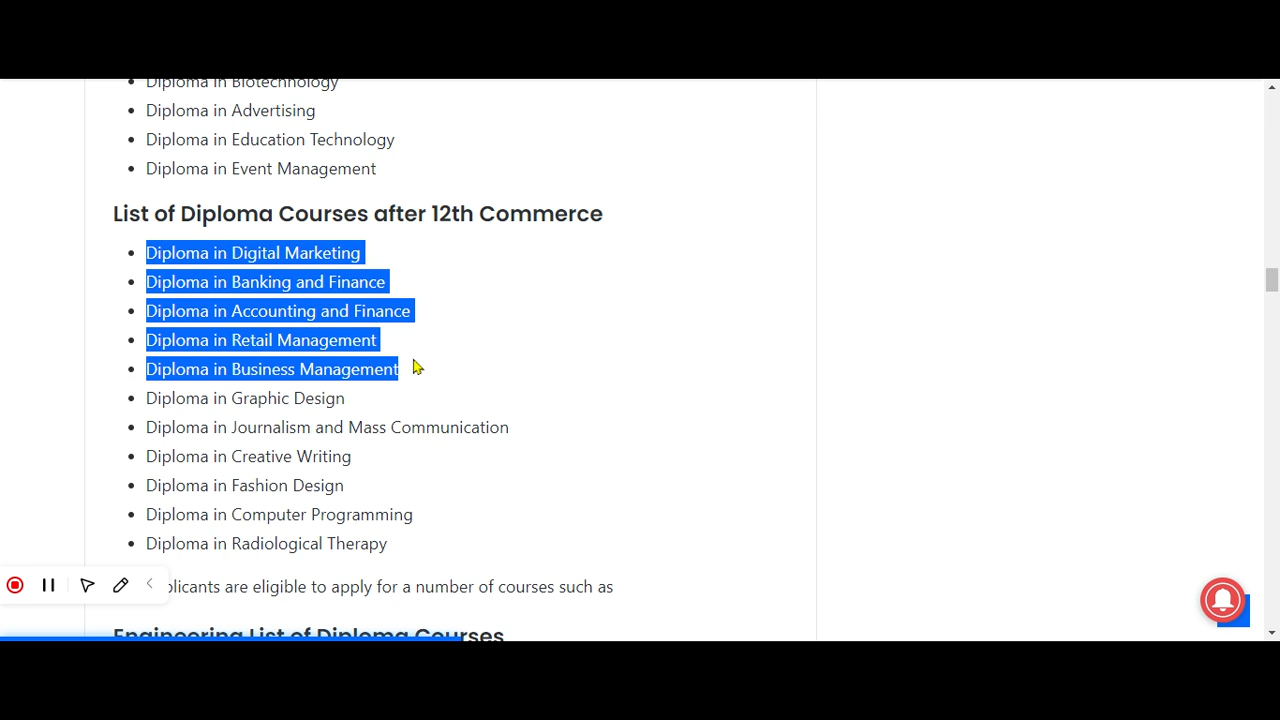 Diploma in Biotechnology
Diploma in Advertising
Diploma in Education Technology
Diploma in Event Management
List of Diploma Courses after 12th Commerce
Diploma in Digital Marketing
Diploma in Banking and Finance
Diploma in Accounting and Finance
Diploma in Retail Management
Diploma in Business Management
Diploma in Graphic Design
Diploma in Journalism and Mass Communication
Diploma in Creative Writing
Diploma in Fashion Design
Diploma in Computer Programming
Diploma in Radiological Therapy
plicants are eligible to apply for a number of courses such as
Engineering List of Diploma Courses